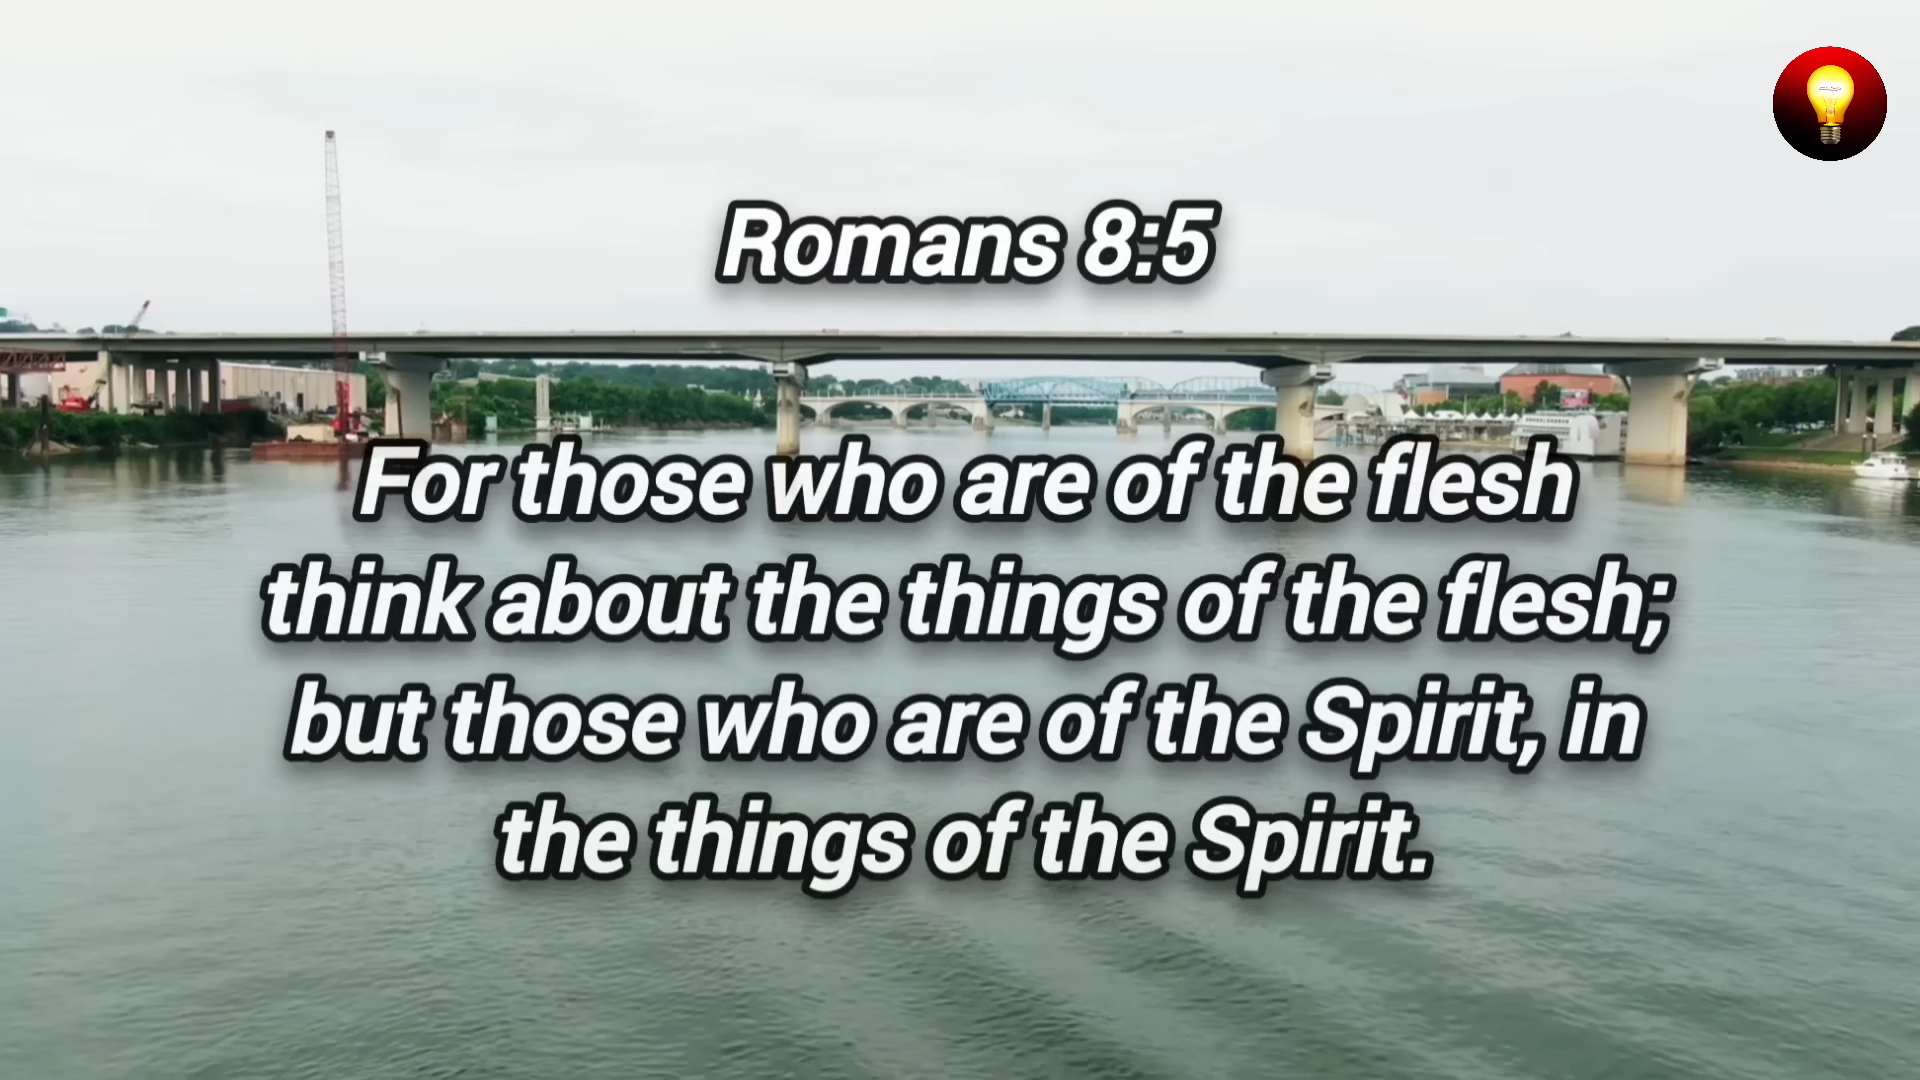 Romans 8:5
For those who are of the flesh
think about the things of the flesh;
but those who are of the Spirit, in
the things of the Spirit.